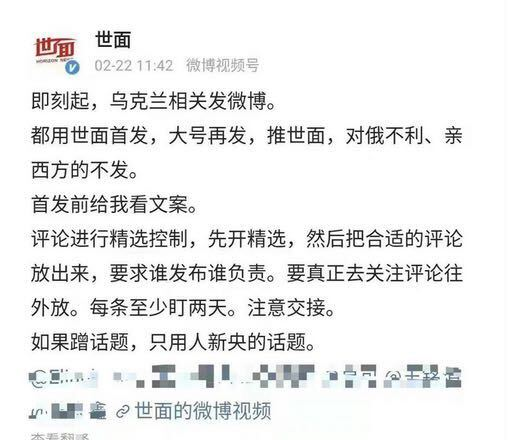 世面
HORIZON NEWS
世面
02-22 11:42 微博视频号
即刻起，乌克兰相关发微博。
都用世面首发，大号再发，推世面，对俄不利、亲
西方的不发。
首发前给我看文案。
评论进行精选控制，先开精选，然后把合适的评论
放出来，要求谁发布谁负责。要真正去关注评论往
外放。每条至少盯两天。注意交接。
如果蹭话题，只用人新央的话题。
世面的微博视频